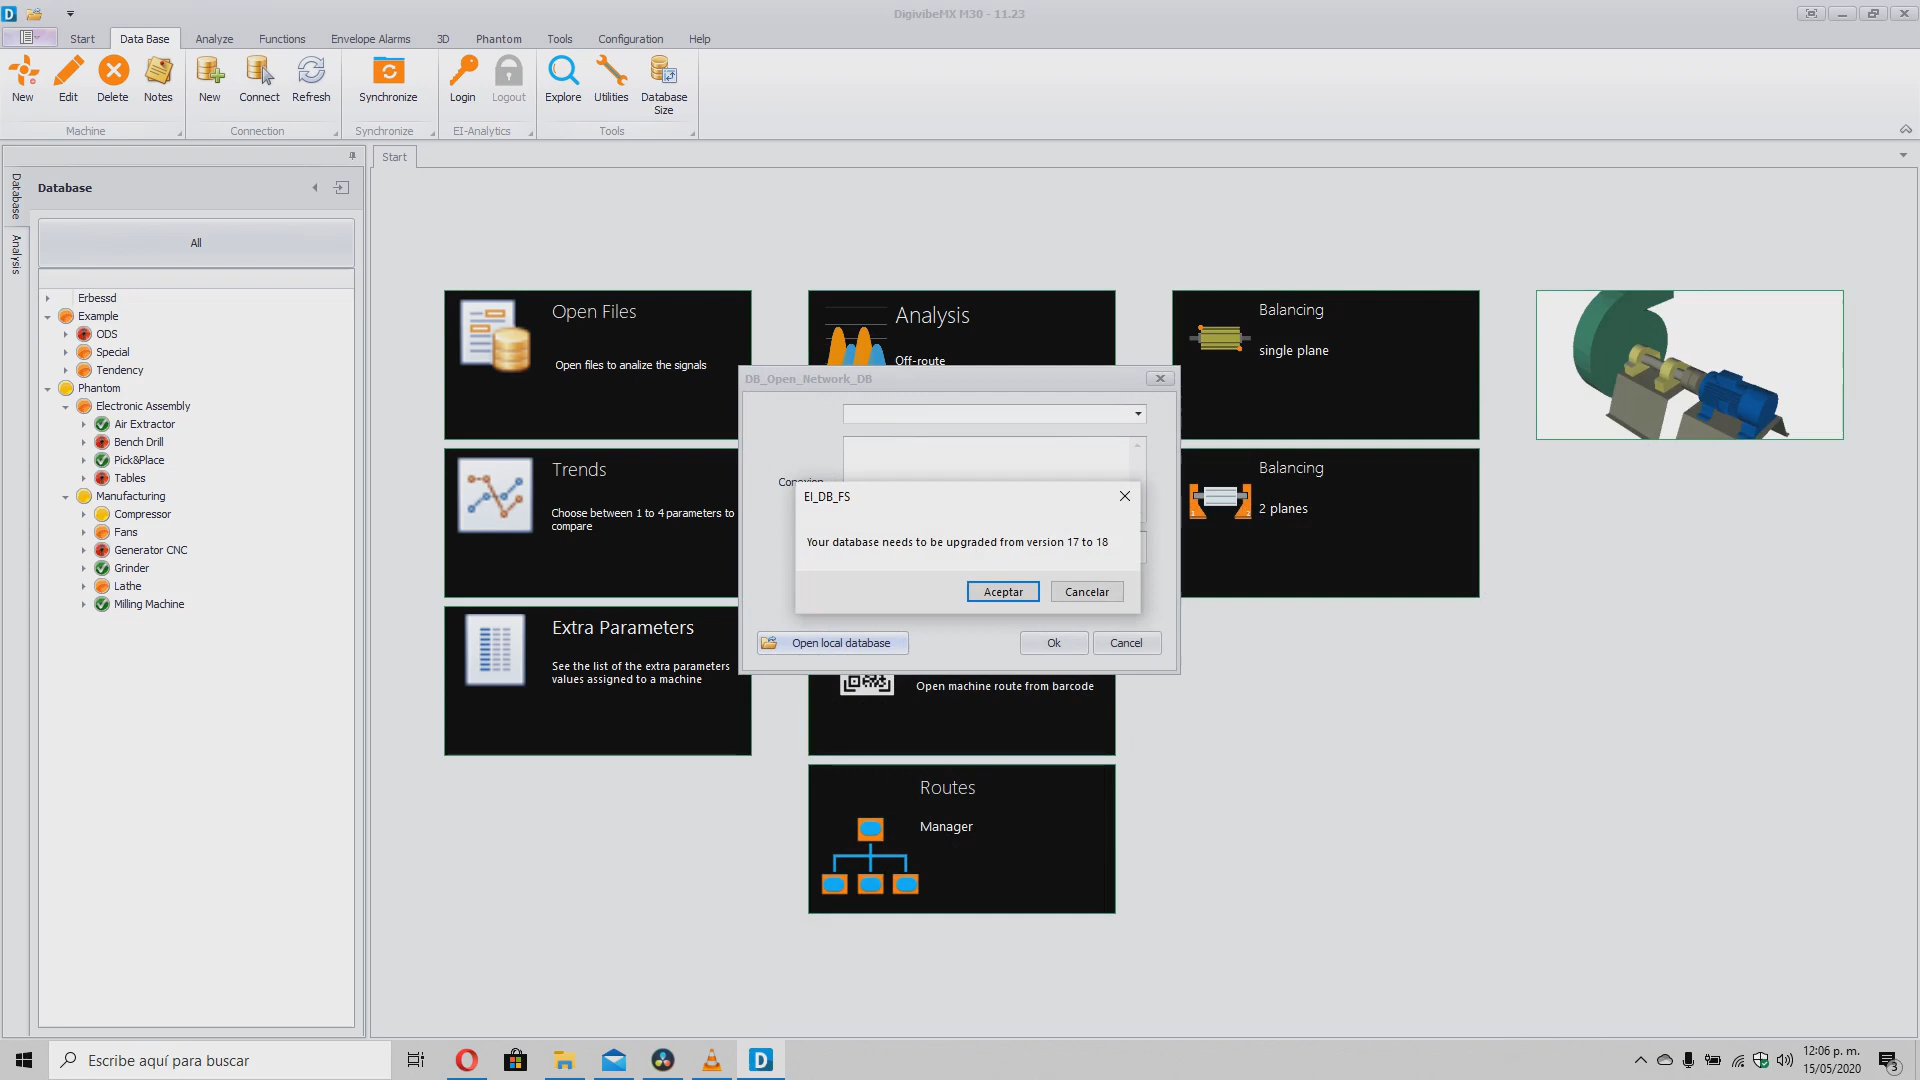 DigivibeMX M30 - 11.23
Start
Data Base
Analyze
Functions
Envelope Alarms
3D
Phantom
Tools
Configuration
Help
New
Edit
Delete
Notes
New
Connect
Refresh
Synchronize
Login
Logout
Explore
Utilities
Database
Size
Machine
Connection
Synchronize
EI-Analytics
Tools
Database
Analysis
Database
All
Erbessd
Example
ODS
Special
Tendency
Phantom
Electronic Assembly
Air Extractor
Bench Drill
Pick&Place
Tables
Manufacturing
Compressor
Fans
Generator CNC
Grinder
Lathe
Milling Machine
Start
Open Files
Open files to analize the signals
Analysis
Off-route
Balancing
single plane
Trends
Choose between 1 to 4 parameters to
compare
Balancing
2 planes
Extra Parameters
See the list of the extra parameters
values assigned to a machine
Open machine route from barcode
Routes
Manager
DB_Open_Network_DB
EI_DB_FS
Your database needs to be upgraded from version 17 to 18
Aceptar
Cancelar
Open local database
Ok
Cancel
Escribe aquí para buscar
12:06 p. m.
15/05/2020
3